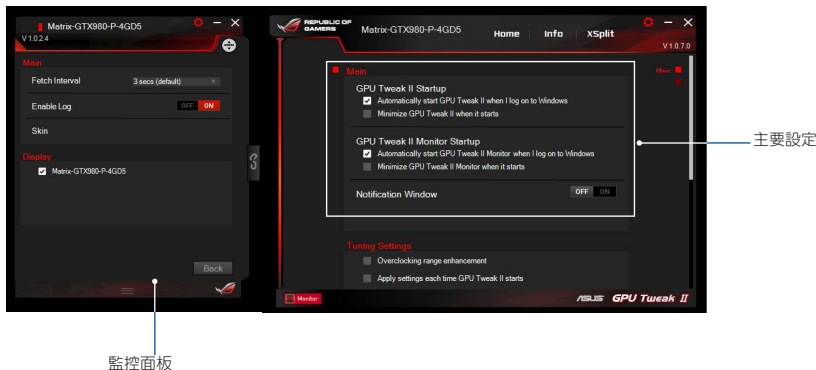 Matrix-GTX980-P-4GD5
V 1.0.2.4
Main
Fetch Interval 3 secs (default)
Enable Log OFF ON
Skin
Display
Matrix-GTX980-P-4GD5
Back
監控面板
REPUBLIC OF
GAMERS
Matrix-GTX980-P-4GD5 Home Info XSplit
V 1.0.7.0
Main
Main
GPU Tweak II Startup
Automatically start GPU Tweak II when I log on to Windows
Minimize GPU Tweak II when it starts
GPU Tweak II Monitor Startup
Automatically start GPU Tweak II Monitor when I log on to Windows
Minimize GPU Tweak II Monitor when it starts
Notification Window OFF ON
Tuning Settings
Overclocking range enhancement
Apply settings each time GPU Tweak II starts
Monitor
ASUS GPU Tweak II
主要設定